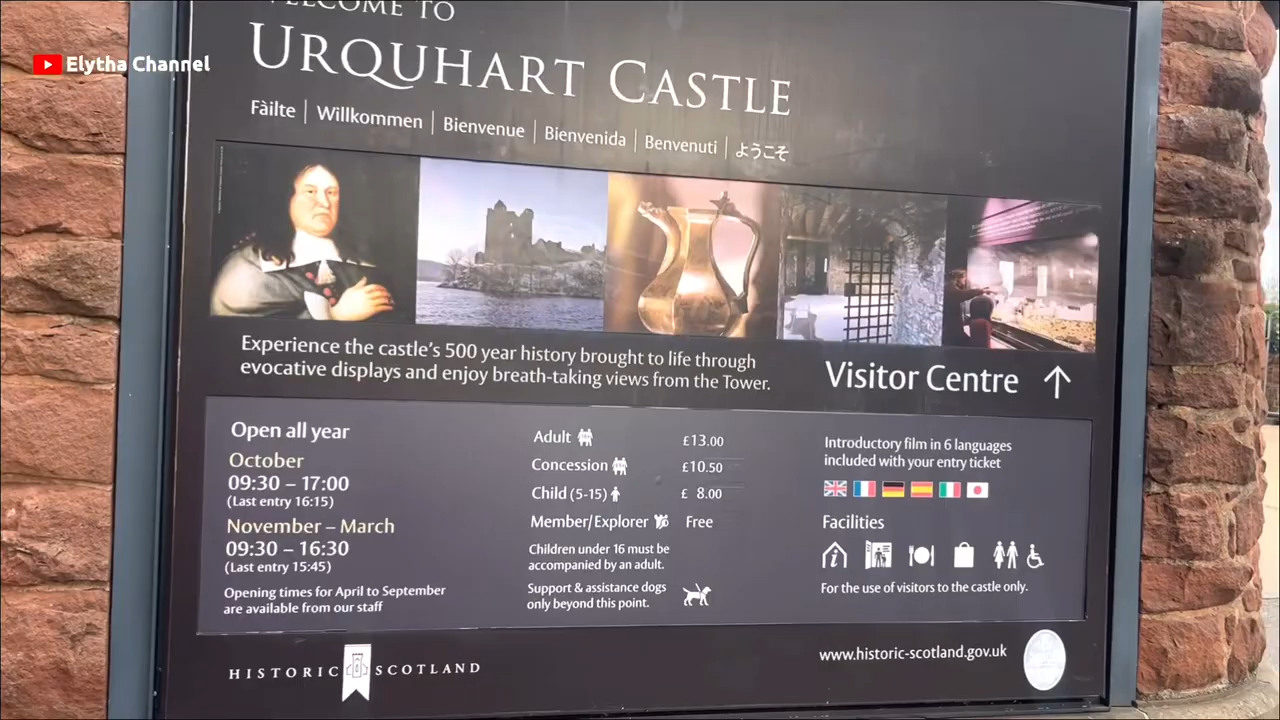 WELCOME TO
URQUHART CASTLE
Elytha Channel
Fàilte | Willkommen | Bienvenue | Bienvenida | Benvenuti | ようこそ
Experience the castle's 500 year history brought to life through
evocative displays and enjoy breath-taking views from the Tower.
Visitor Centre ↑
Open all year
October
09:30 – 17:00
(Last entry 16:15)
November – March
09:30 – 16:30
(Last entry 15:45)
Opening times for April to September
are available from our staff
Adult £13.00
Concession £10.50
Child (5-15) £ 8.00
Member/Explorer Free
Children under 16 must be
accompanied by an adult.
Support & assistance dogs
only beyond this point.
Introductory film in 6 languages
included with your entry ticket
Facilities
For the use of visitors to the castle only.
HISTORIC SCOTLAND
www.historic-scotland.gov.uk